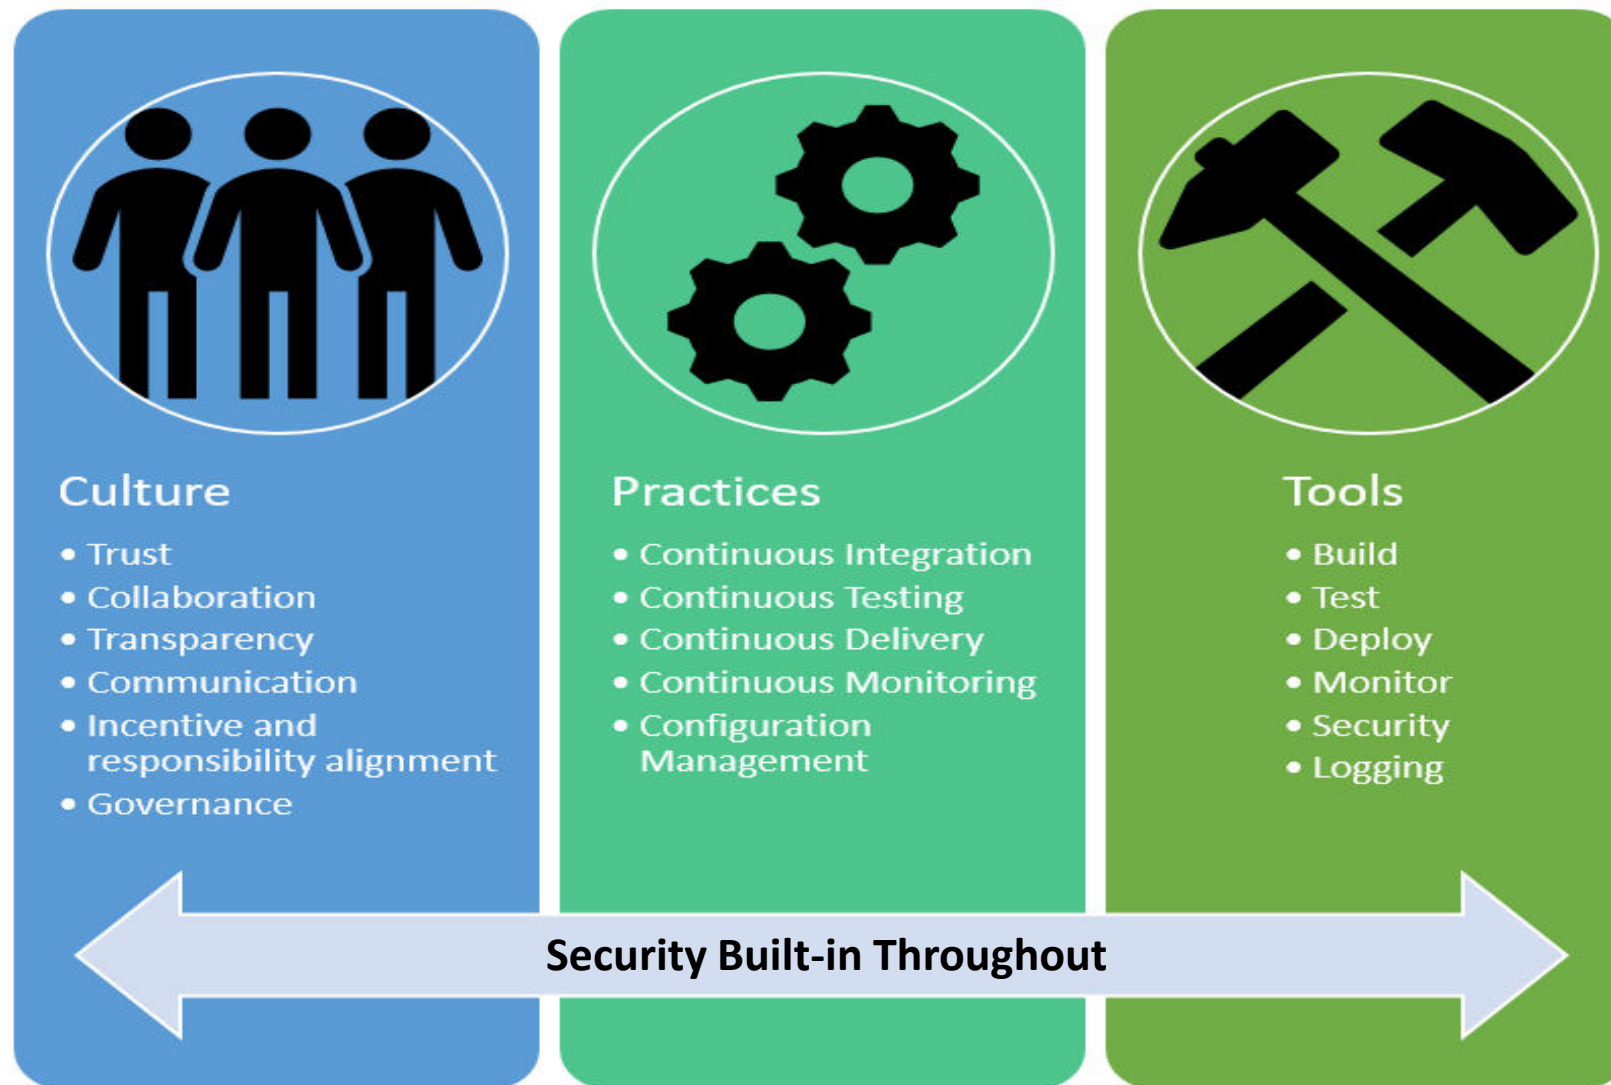 Culture
• Trust
• Collaboration
• Transparency
• Communication
• Incentive and
responsibility alignment
• Governance
Practices
• Continuous Integration
• Continuous Testing
• Continuous Delivery
• Continuous Monitoring
• Configuration
Management
Tools
• Build
• Test
• Deploy
• Monitor
• Security
• Logging
Security Built-in Throughout